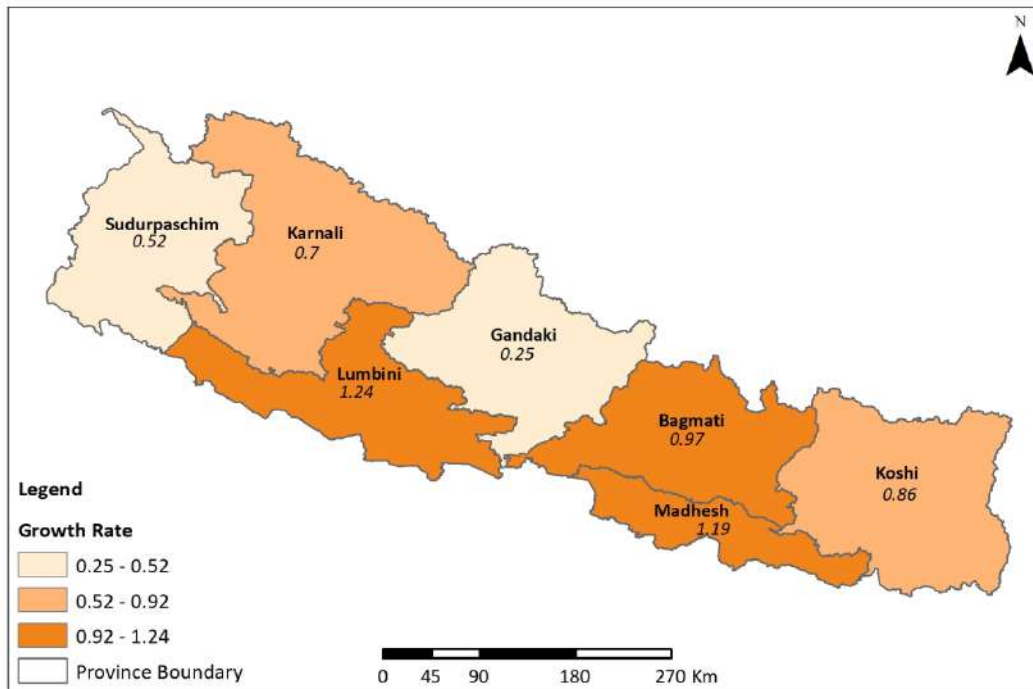 N
Sudurpaschim
0.52
Karnali
0.7
Gandaki
0.25
Lumbini
1.24
Bagmati
0.97
Koshi
0.86
Madhesh
1.19
Legend
Growth Rate
0.25 - 0.52
0.52 - 0.92
0.92 - 1.24
Province Boundary
0 45 90 180 270 Km